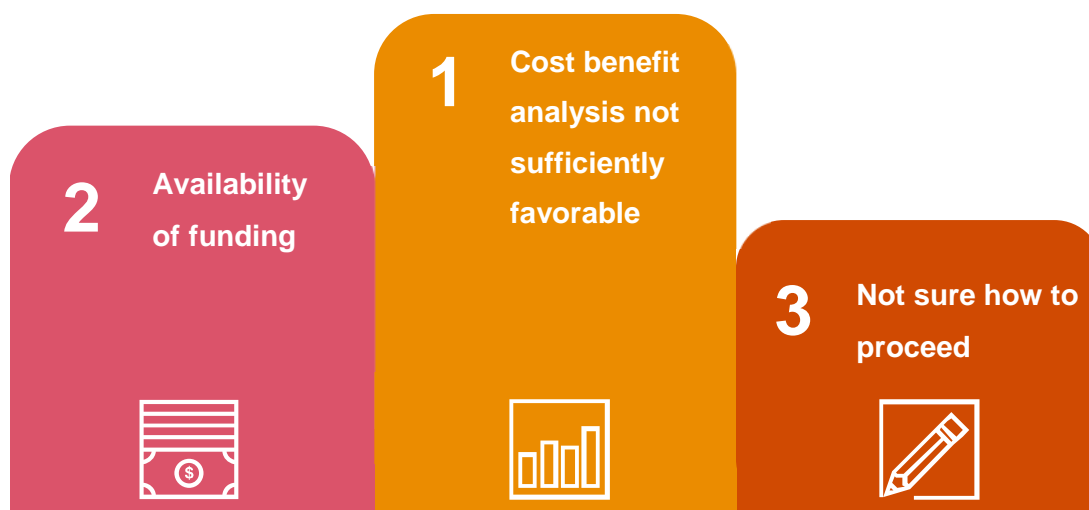 1
Cost benefit
analysis not
sufficiently
favorable
2
Availability
of funding
$
3
Not sure how to
proceed